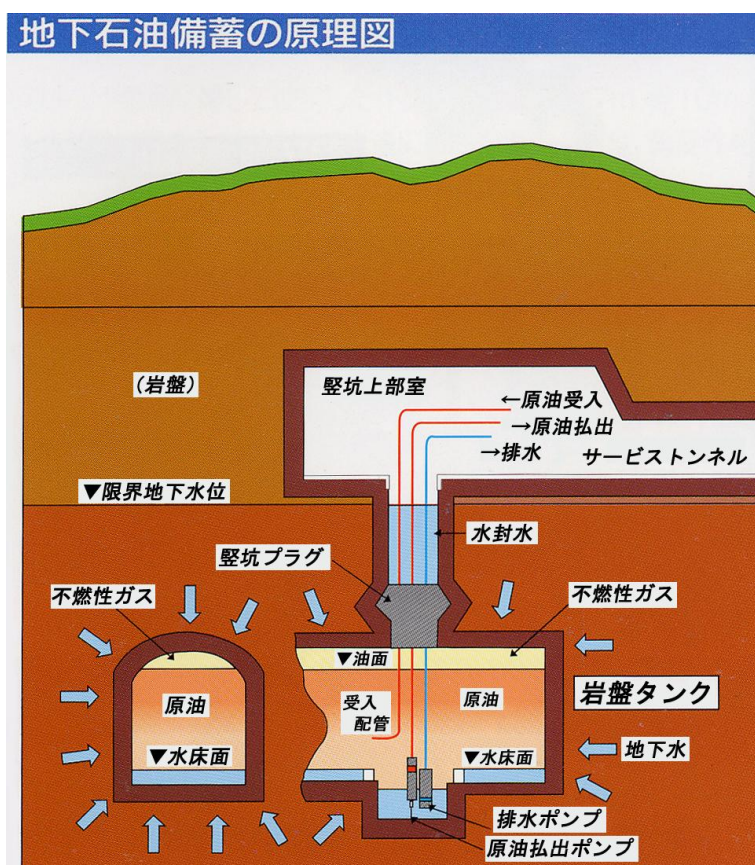 地下石油備蓄の原理図
(岩盤)
竪坑上部室
←原油受入
→原油払出
→排水
サービストンネル
▼限界地下水位
水封水
竪坑プラグ
不燃性ガス
不燃性ガス
▼油面
原油
受入
配管
原油
岩盤タンク
▼水床面
▼水床面
地下水
排水ポンプ
原油払出ポンプ